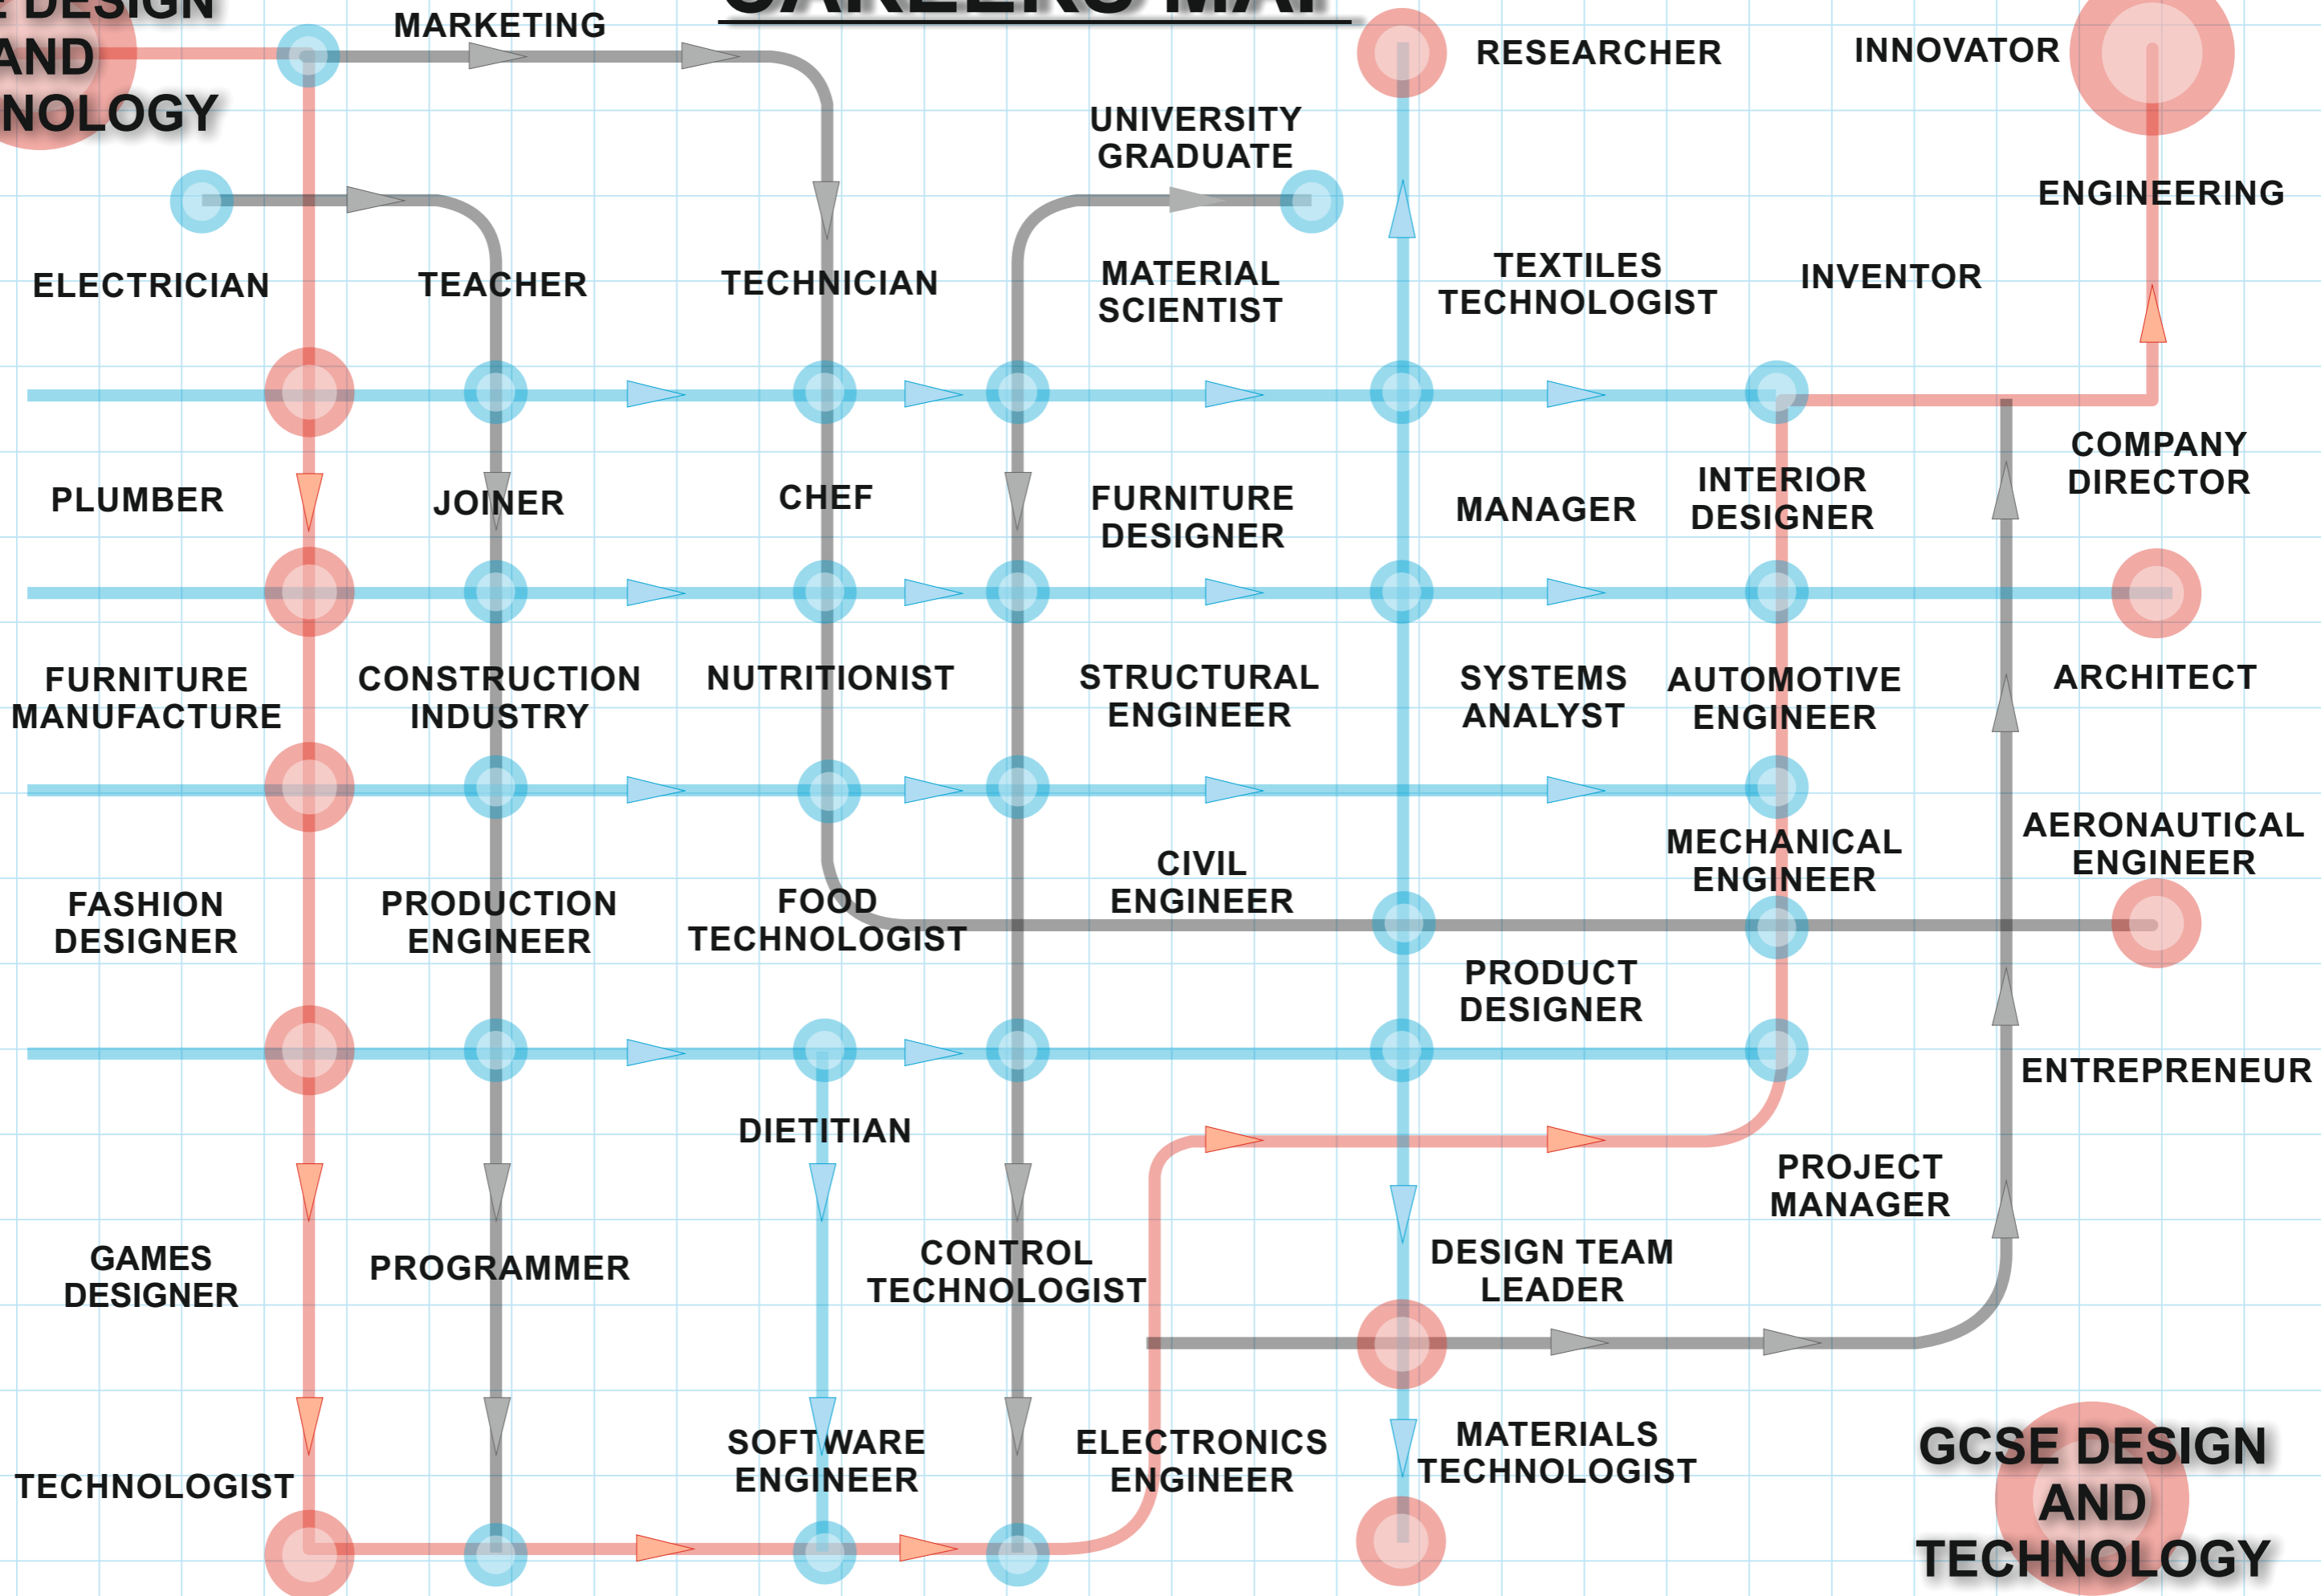 DESIGN
AND
NOLOGY
CAREERS MAP
MARKETING
RESEARCHER
INNOVATOR
UNIVERSITY
GRADUATE
ENGINEERING
ELECTRICIAN
TEACHER
TECHNICIAN
MATERIAL
SCIENTIST
TEXTILES
TECHNOLOGIST
INVENTOR
COMPANY
DIRECTOR
PLUMBER
JOINER
CHEF
FURNITURE
DESIGNER
MANAGER
INTERIOR
DESIGNER
FURNITURE
MANUFACTURE
CONSTRUCTION
INDUSTRY
NUTRITIONIST
STRUCTURAL
ENGINEER
SYSTEMS
ANALYST
AUTOMOTIVE
ENGINEER
ARCHITECT
FASHION
DESIGNER
PRODUCTION
ENGINEER
FOOD
TECHNOLOGIST
CIVIL
ENGINEER
MECHANICAL
ENGINEER
AERONAUTICAL
ENGINEER
PRODUCT
DESIGNER
ENTREPRENEUR
DIETITIAN
PROJECT
MANAGER
GAMES
DESIGNER
PROGRAMMER
CONTROL
TECHNOLOGIST
DESIGN TEAM
LEADER
TECHNOLOGIST
SOFTWARE
ENGINEER
ELECTRONICS
ENGINEER
MATERIALS
TECHNOLOGIST
GCSE DESIGN
AND
TECHNOLOGY